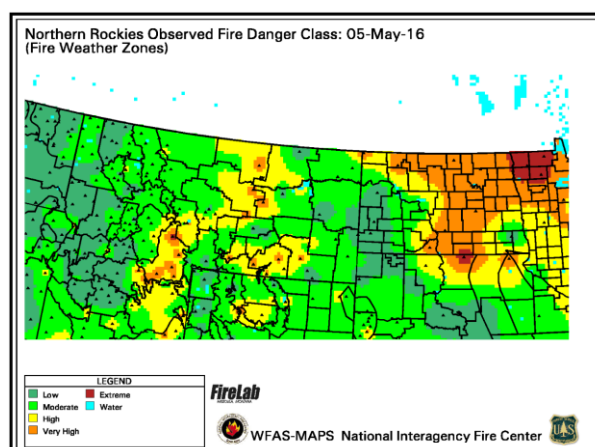 Northern Rockies Observed Fire Danger Class: 05-May-16
(Fire Weather Zones)
LEGEND
Low
Moderate
High
Very High
Extreme
Water
FireLab
WFAS-MAPS National Interagency Fire Center